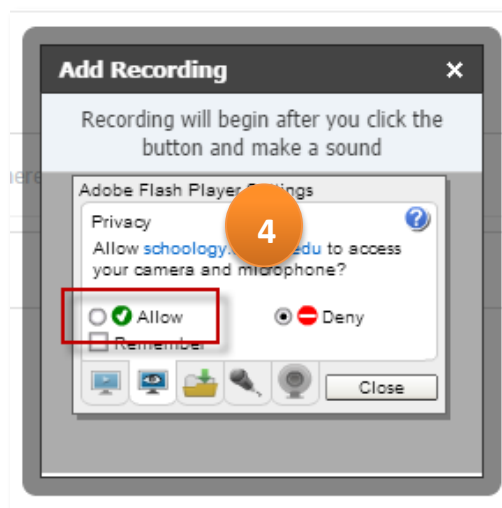 Add Recording ×
Recording will begin after you click the
button and make a sound
Adobe Flash Player
Privacy
4
Allow schoology. edu to access
your camera and microphone?
Allow Deny
Remember
Close